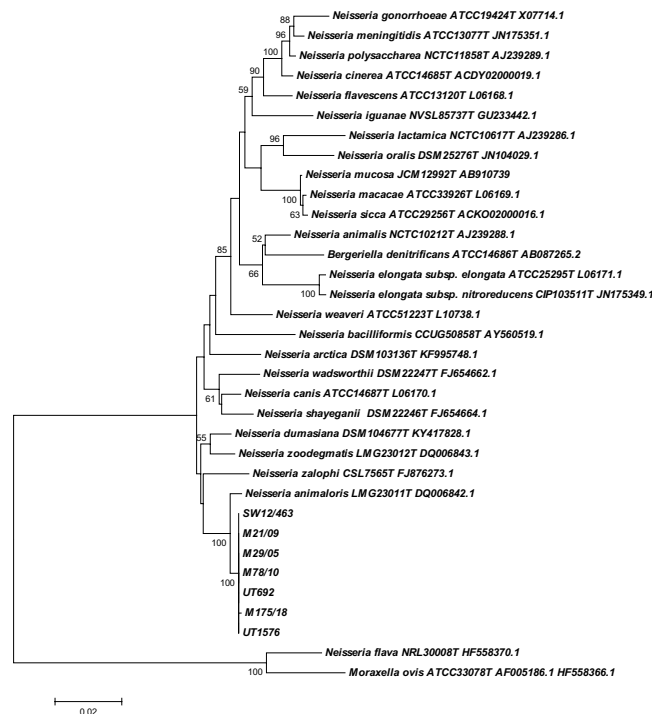 88
Neisseria gonorrhoeae ATCC19424T X07714.1
96
Neisseria meningitidis ATCC13077T JN175351.1
100
Neisseria polysaccharea NCTC11858T AJ239289.1
90
Neisseria cinerea ATCC14685T ACDY02000019.1
59
Neisseria flavescens ATCC13120T L06168.1
Neisseria iguanae NVSL85737T GU233442.1
96
Neisseria lactamica NCTC10617T AJ239286.1
Neisseria oralis DSM25276T JN104029.1
Neisseria mucosa JCM12992T AB910739
100
Neisseria macacae ATCC33926T L06169.1
63
Neisseria sicca ATCC29256T ACKO02000016.1
52
Neisseria animalis NCTC10212T AJ239288.1
85
Bergeriella denitrificans ATCC14686T AB087265.2
66
Neisseria elongata subsp. elongata ATCC25295T L06171.1
100
Neisseria elongata subsp. nitroreducens CIP103511T JN175349.1
Neisseria weaveri ATCC51223T L10738.1
Neisseria bacilliformis CCUG50858T AY560519.1
Neisseria arctica DSM103136T KF995748.1
Neisseria wadsworthii DSM22247T FJ654662.1
61
Neisseria canis ATCC14687T L06170.1
Neisseria shayeganii DSM22246T FJ654664.1
55
Neisseria dumasiana DSM104677T KY417828.1
Neisseria zoodegmatis LMG23012T DQ006843.1
Neisseria zalophi CSL7565T FJ876273.1
Neisseria animaloris LMG23011T DQ006842.1
SW12/463
100
M21/09
M29/05
100
M78/10
UT692
M175/18
UT1576
Neisseria flava NRL30008T HF558370.1
100
Moraxella ovis ATCC33078T AF005186.1 HF558366.1
0.02